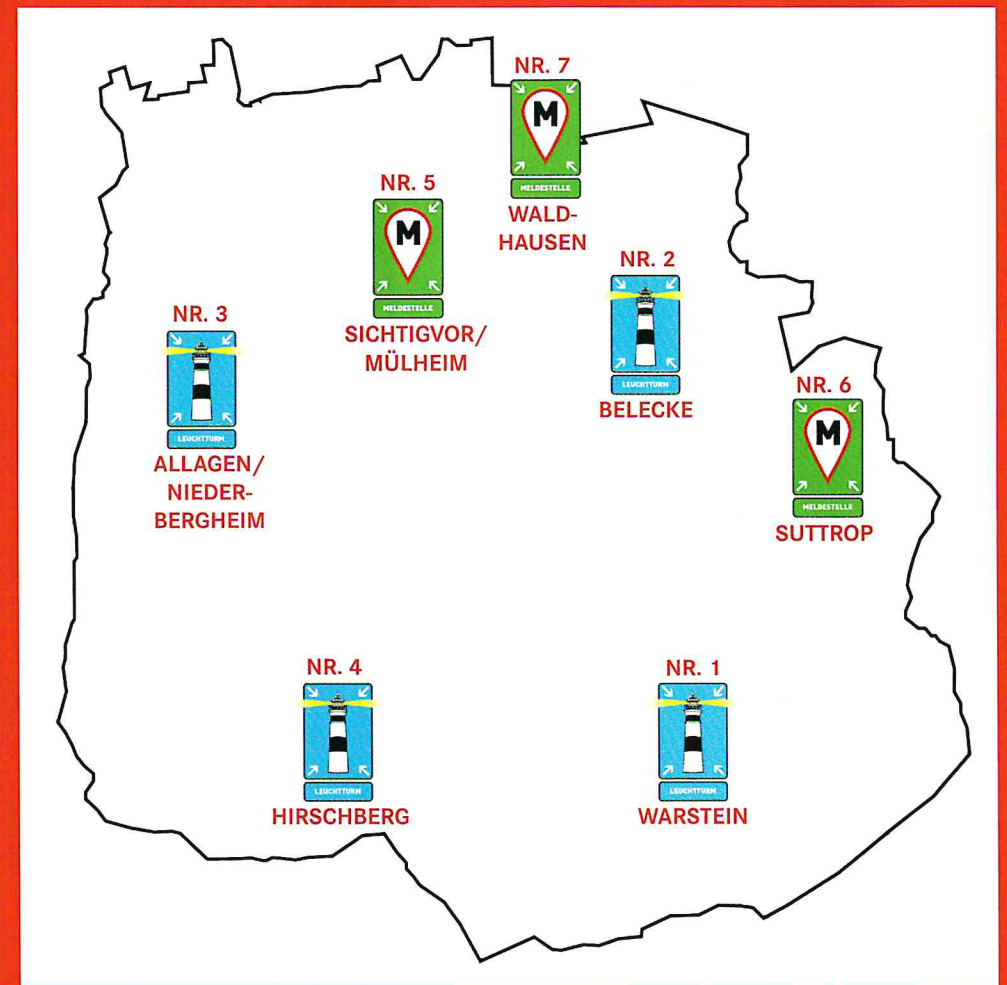 NR. 7
M
MELDESTELLE
WALD-
HAUSEN
NR. 5
M
MELDESTELLE
SICHTIGVOR/
MÜLHEIM
NR. 2
LEUCHTTURM
BELECKE
NR. 3
LEUCHTTURM
ALLAGEN/
NIEDER-
BERGHEIM
NR. 6
M
MELDESTELLE
SUTTROP
NR. 4
LEUCHTTURM
HIRSCHBERG
NR. 1
LEUCHTTURM
WARSTEIN